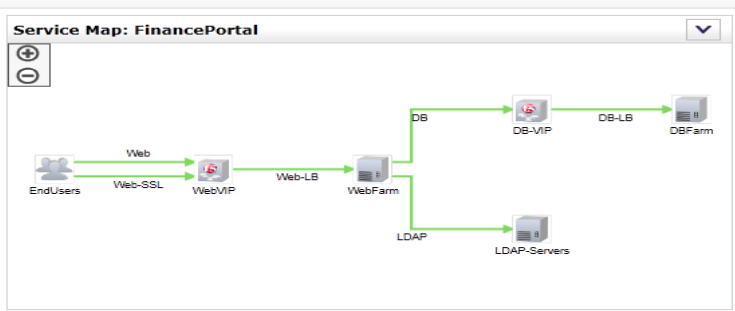 Service Map: FinancePortal
DB
DB-VIP
DB-LB
DBFarm
Web
EndUsers
Web-SSL
WebVIP
Web-LB
WebFarm
LDAP
LDAP-Servers